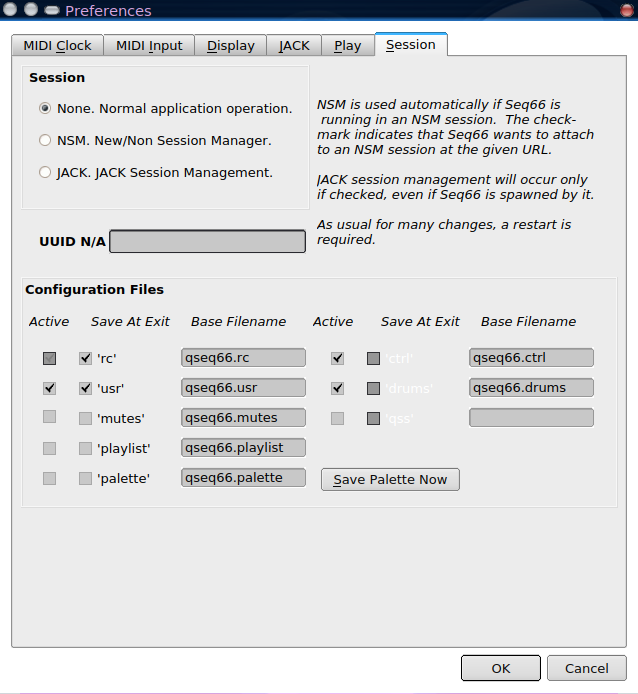 Preferences
MIDI Clock MIDI Input Display JACK Play Session
Session
None. Normal application operation.
NSM. New/Non Session Manager.
JACK. JACK Session Management.
NSM is used automatically if Seq66 is
running in an NSM session. The check-
mark indicates that Seq66 wants to attach
to an NSM session at the given URL.
JACK session management will occur only
if checked, even if Seq66 is spawned by it.
As usual for many changes, a restart is
required.
UUID N/A
Configuration Files
Active Save At Exit Base Filename Active Save At Exit Base Filename
'rc' qseq66.rc 'ctrl' qseq66.ctrl
'usr' qseq66.usr 'drums' qseq66.drums
'mutes' qseq66.mutes 'qss'
'playlist' qseq66.playlist
'palette' qseq66.palette Save Palette Now
OK Cancel